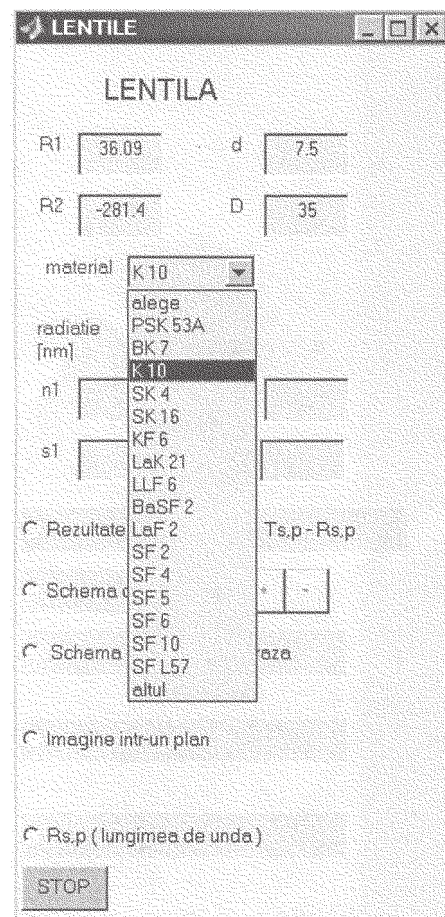 LENTILE
LENTILA
R1 36.09 d 7.5
R2 -281.4 D 35
material K 10
alege
radiatie PSK 53A
[nm] BK 7
K 10
n1 SK 4
SK 16
KF 6
s1 LaK 21
LLF 6
BaSF 2
Rezultate LaF 2 Ts,p - Rs,p
SF 2
SF 4
Schema SF 5 + -
SF 6
Schema SF 10 raza
SF L57
altul
Imagine intr-un plan
Rs,p ( lungimea de unda )
STOP